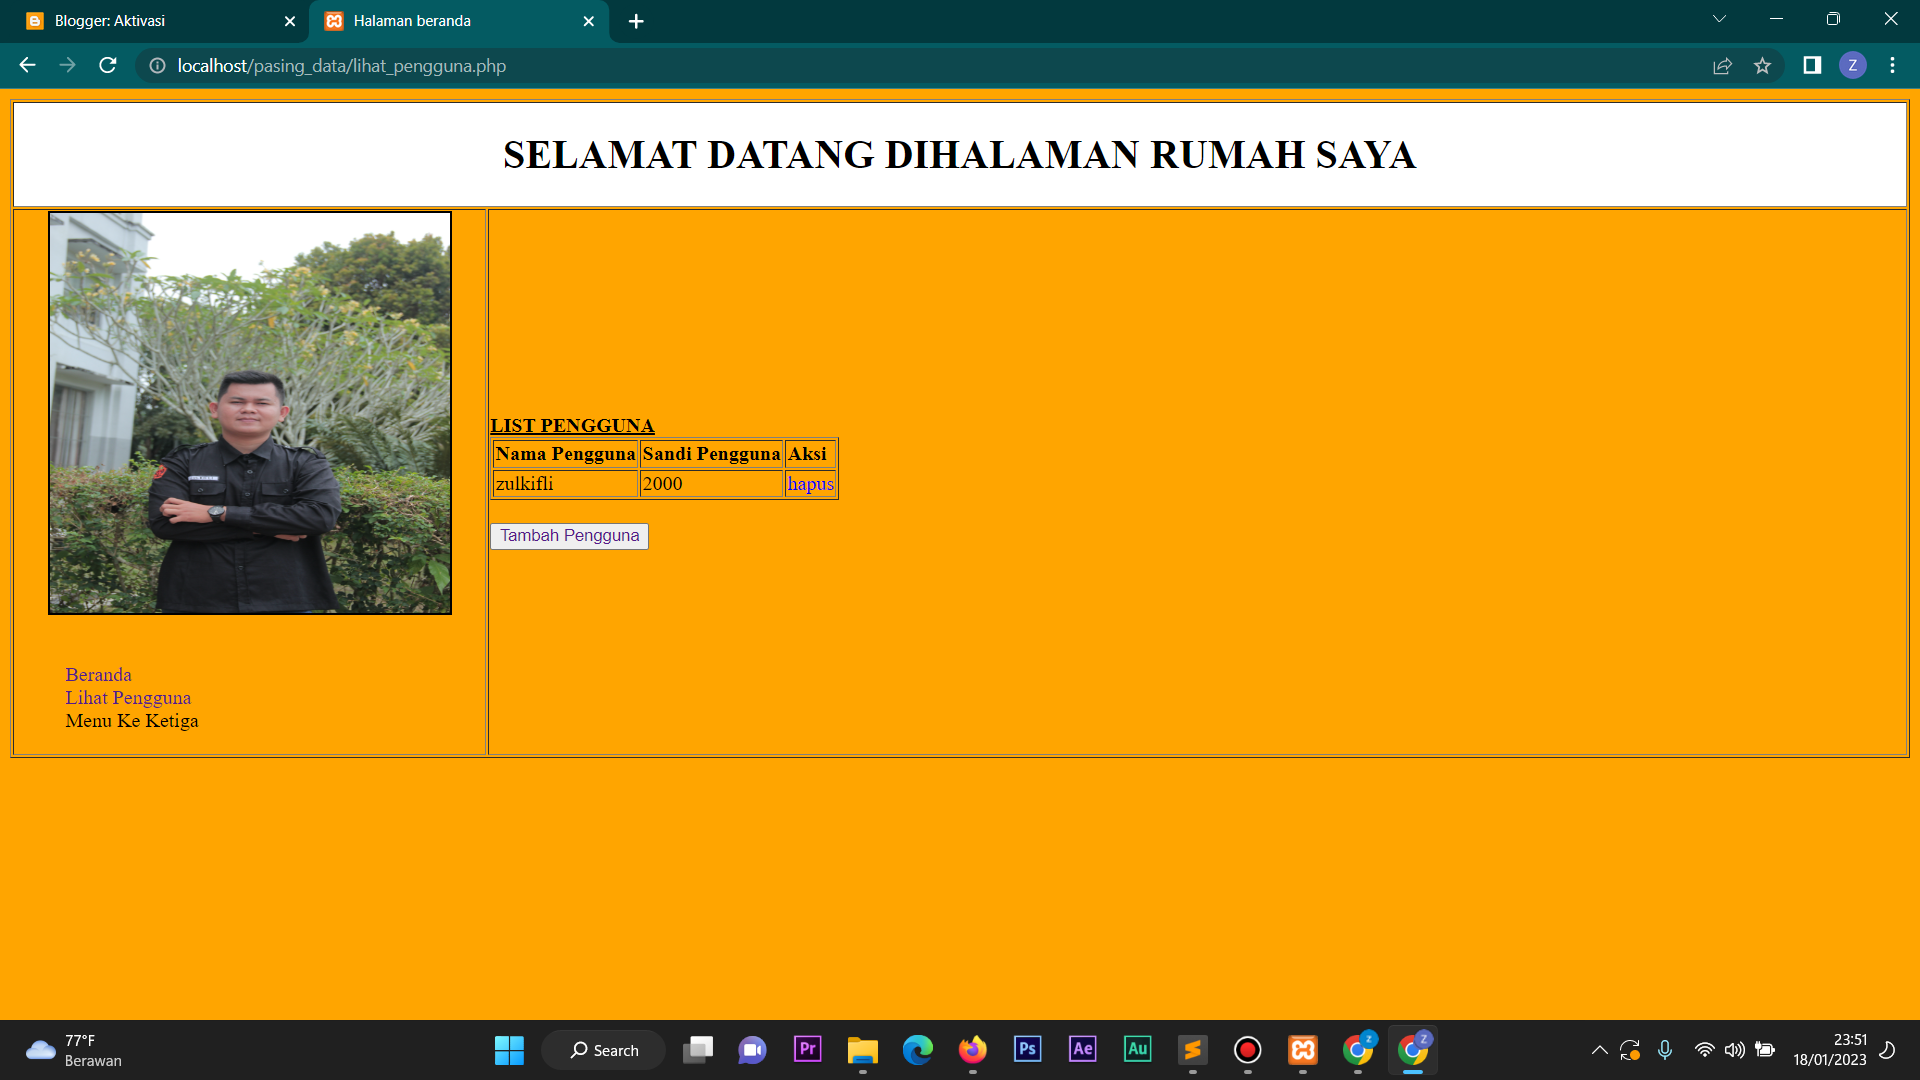 Blogger: Aktivasi
Halaman beranda
localhost/pasing_data/lihat_pengguna.php
Z
SELAMAT DATANG DIHALAMAN RUMAH SAYA
LIST PENGGUNA
Nama Pengguna Sandi Pengguna Aksi
zulkifli 2000 hapus
Tambah Pengguna
Beranda
Lihat Pengguna
Menu Ke Ketiga
77°F
Berawan
Search
Pr
Ps
Ae
Au
z
Z
23:51
18/01/2023